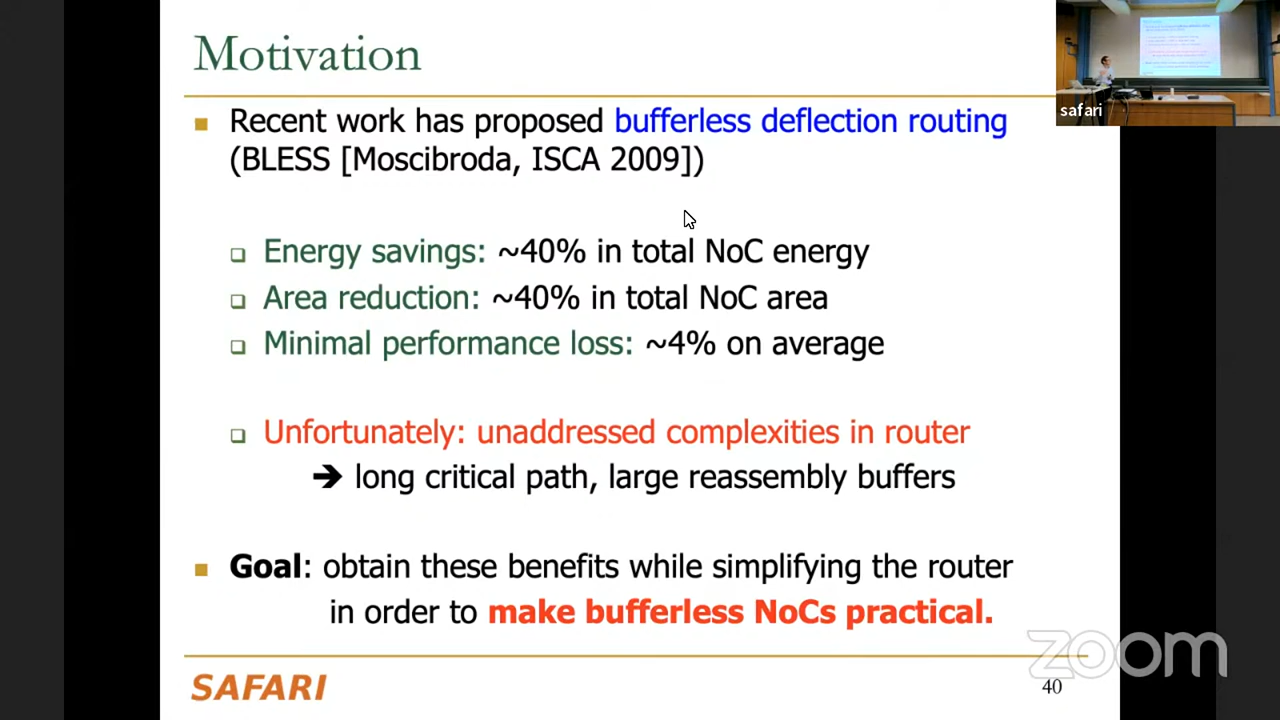 Motivation
Recent work has proposed bufferless deflection routing
(BLESS [Moscibroda, ISCA 2009])
Energy savings: ~40% in total NoC energy
Area reduction: ~40% in total NoC area
Minimal performance loss: ~4% on average
Unfortunately: unaddressed complexities in router
➔ long critical path, large reassembly buffers
Goal: obtain these benefits while simplifying the router
in order to make bufferless NoCs practical.
SAFARI
40
zoom
safari